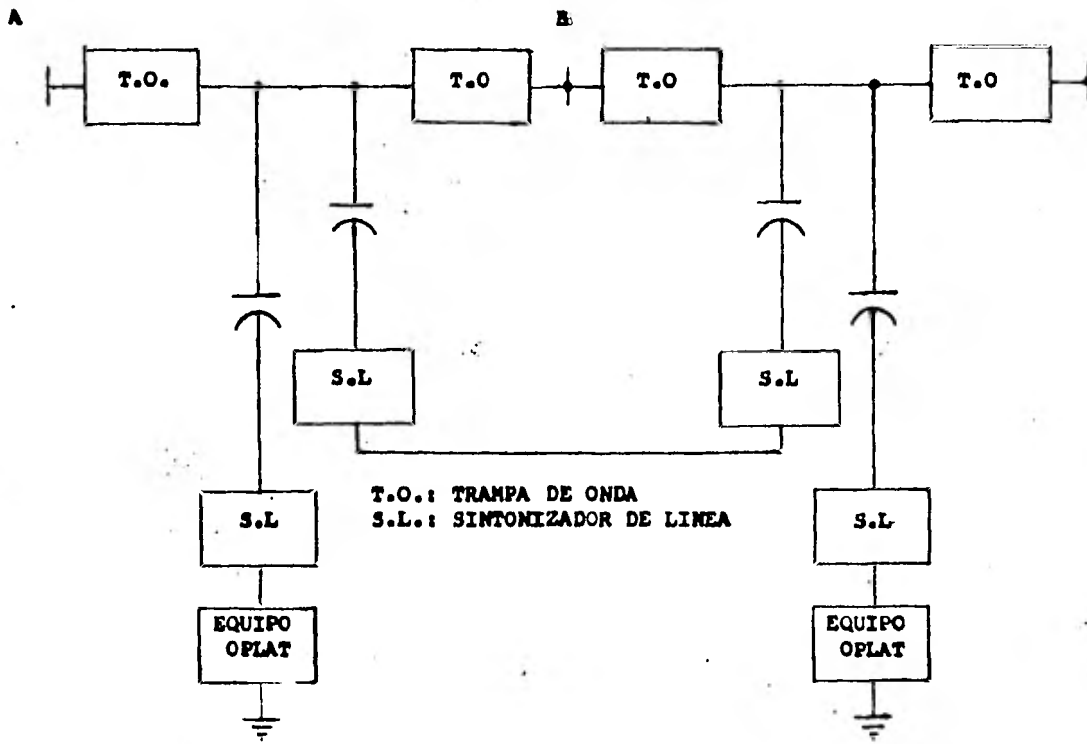 A
B
T.O.
T.O
T.O
T.O
S.L
S.L
T.O.: TRAMPA DE ONDA
S.L.: SINTONIZADOR DE LINEA
S.L
S.L
EQUIPO
OPLAT
EQUIPO
OPLAT